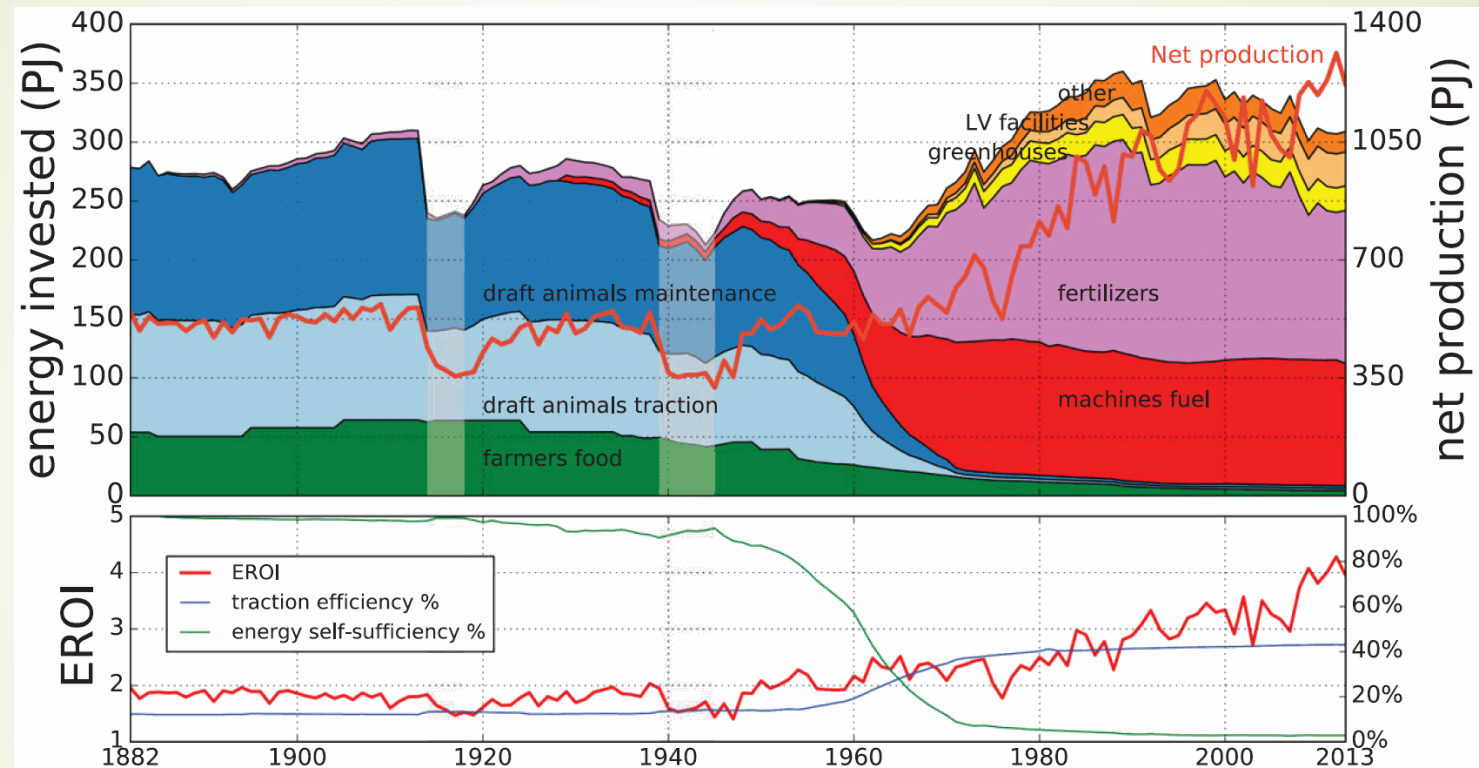 energy invested (PJ)
400
350
300
250
200
150
100
50
0
1400
1050
700
350
0
net production (PJ)
Net production
other
LV facilities
greenhouses
draft animals maintenance
fertilizers
draft animals traction
machines fuel
farmers food
EROI
5
4
3
2
1
100%
80%
60%
40%
20%
0%
EROI
traction efficiency %
energy self-sufficiency %
1882
1900
1920
1940
1960
1980
2000
2013